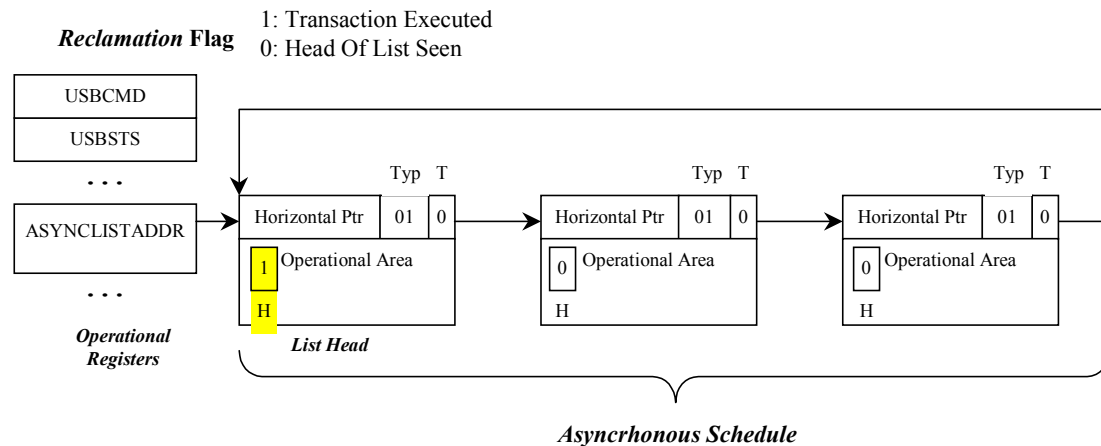 1: Transaction Executed
Reclamation Flag
0: Head Of List Seen
USBCMD
USBSTS
...
ASYNCLISTADDR
...
Operational
Registers
Typ T
Horizontal Ptr 01 0
1 Operational Area
H
List Head
Typ T
Horizontal Ptr 01 0
0 Operational Area
H
Typ T
Horizontal Ptr 01 0
0 Operational Area
H
Asyncrhonous Schedule